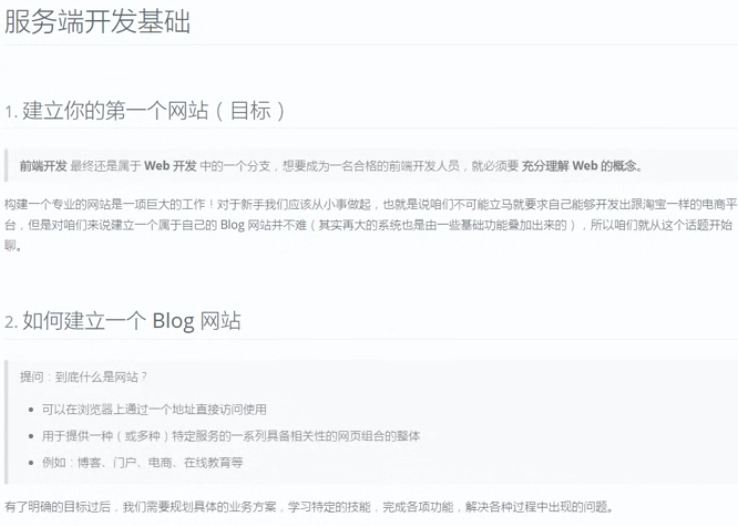 服务端开发基础
1. 建立你的第一个网站（目标）
前端开发 最终还是属于 Web 开发 中的一个分支，想要成为一名合格的前端开发人员，就必须要 充分理解 Web 的概念。
构建一个专业的网站是一项巨大的工作！对于新手我们应该从小事做起，也就是说咱们不可能立马就要求自己能够开发出跟淘宝一样的电商平
台，但是对咱们来说建立一个属于自己的 Blog 网站并不难（其实再大的系统也是由一些基础功能叠加出来的），所以咱们就从这个话题开始
聊。
2. 如何建立一个 Blog 网站
提问：到底什么是网站？
• 可以在浏览器上通过一个地址直接访问使用
• 用于提供一种（或多种）特定服务的一系列具备相关性的网页组合的整体
• 例如：博客、门户、电商、在线教育等
有了明确的目标过后，我们需要规划具体的业务方案，学习特定的技能，完成各项功能，解决各种过程中出现的问题。